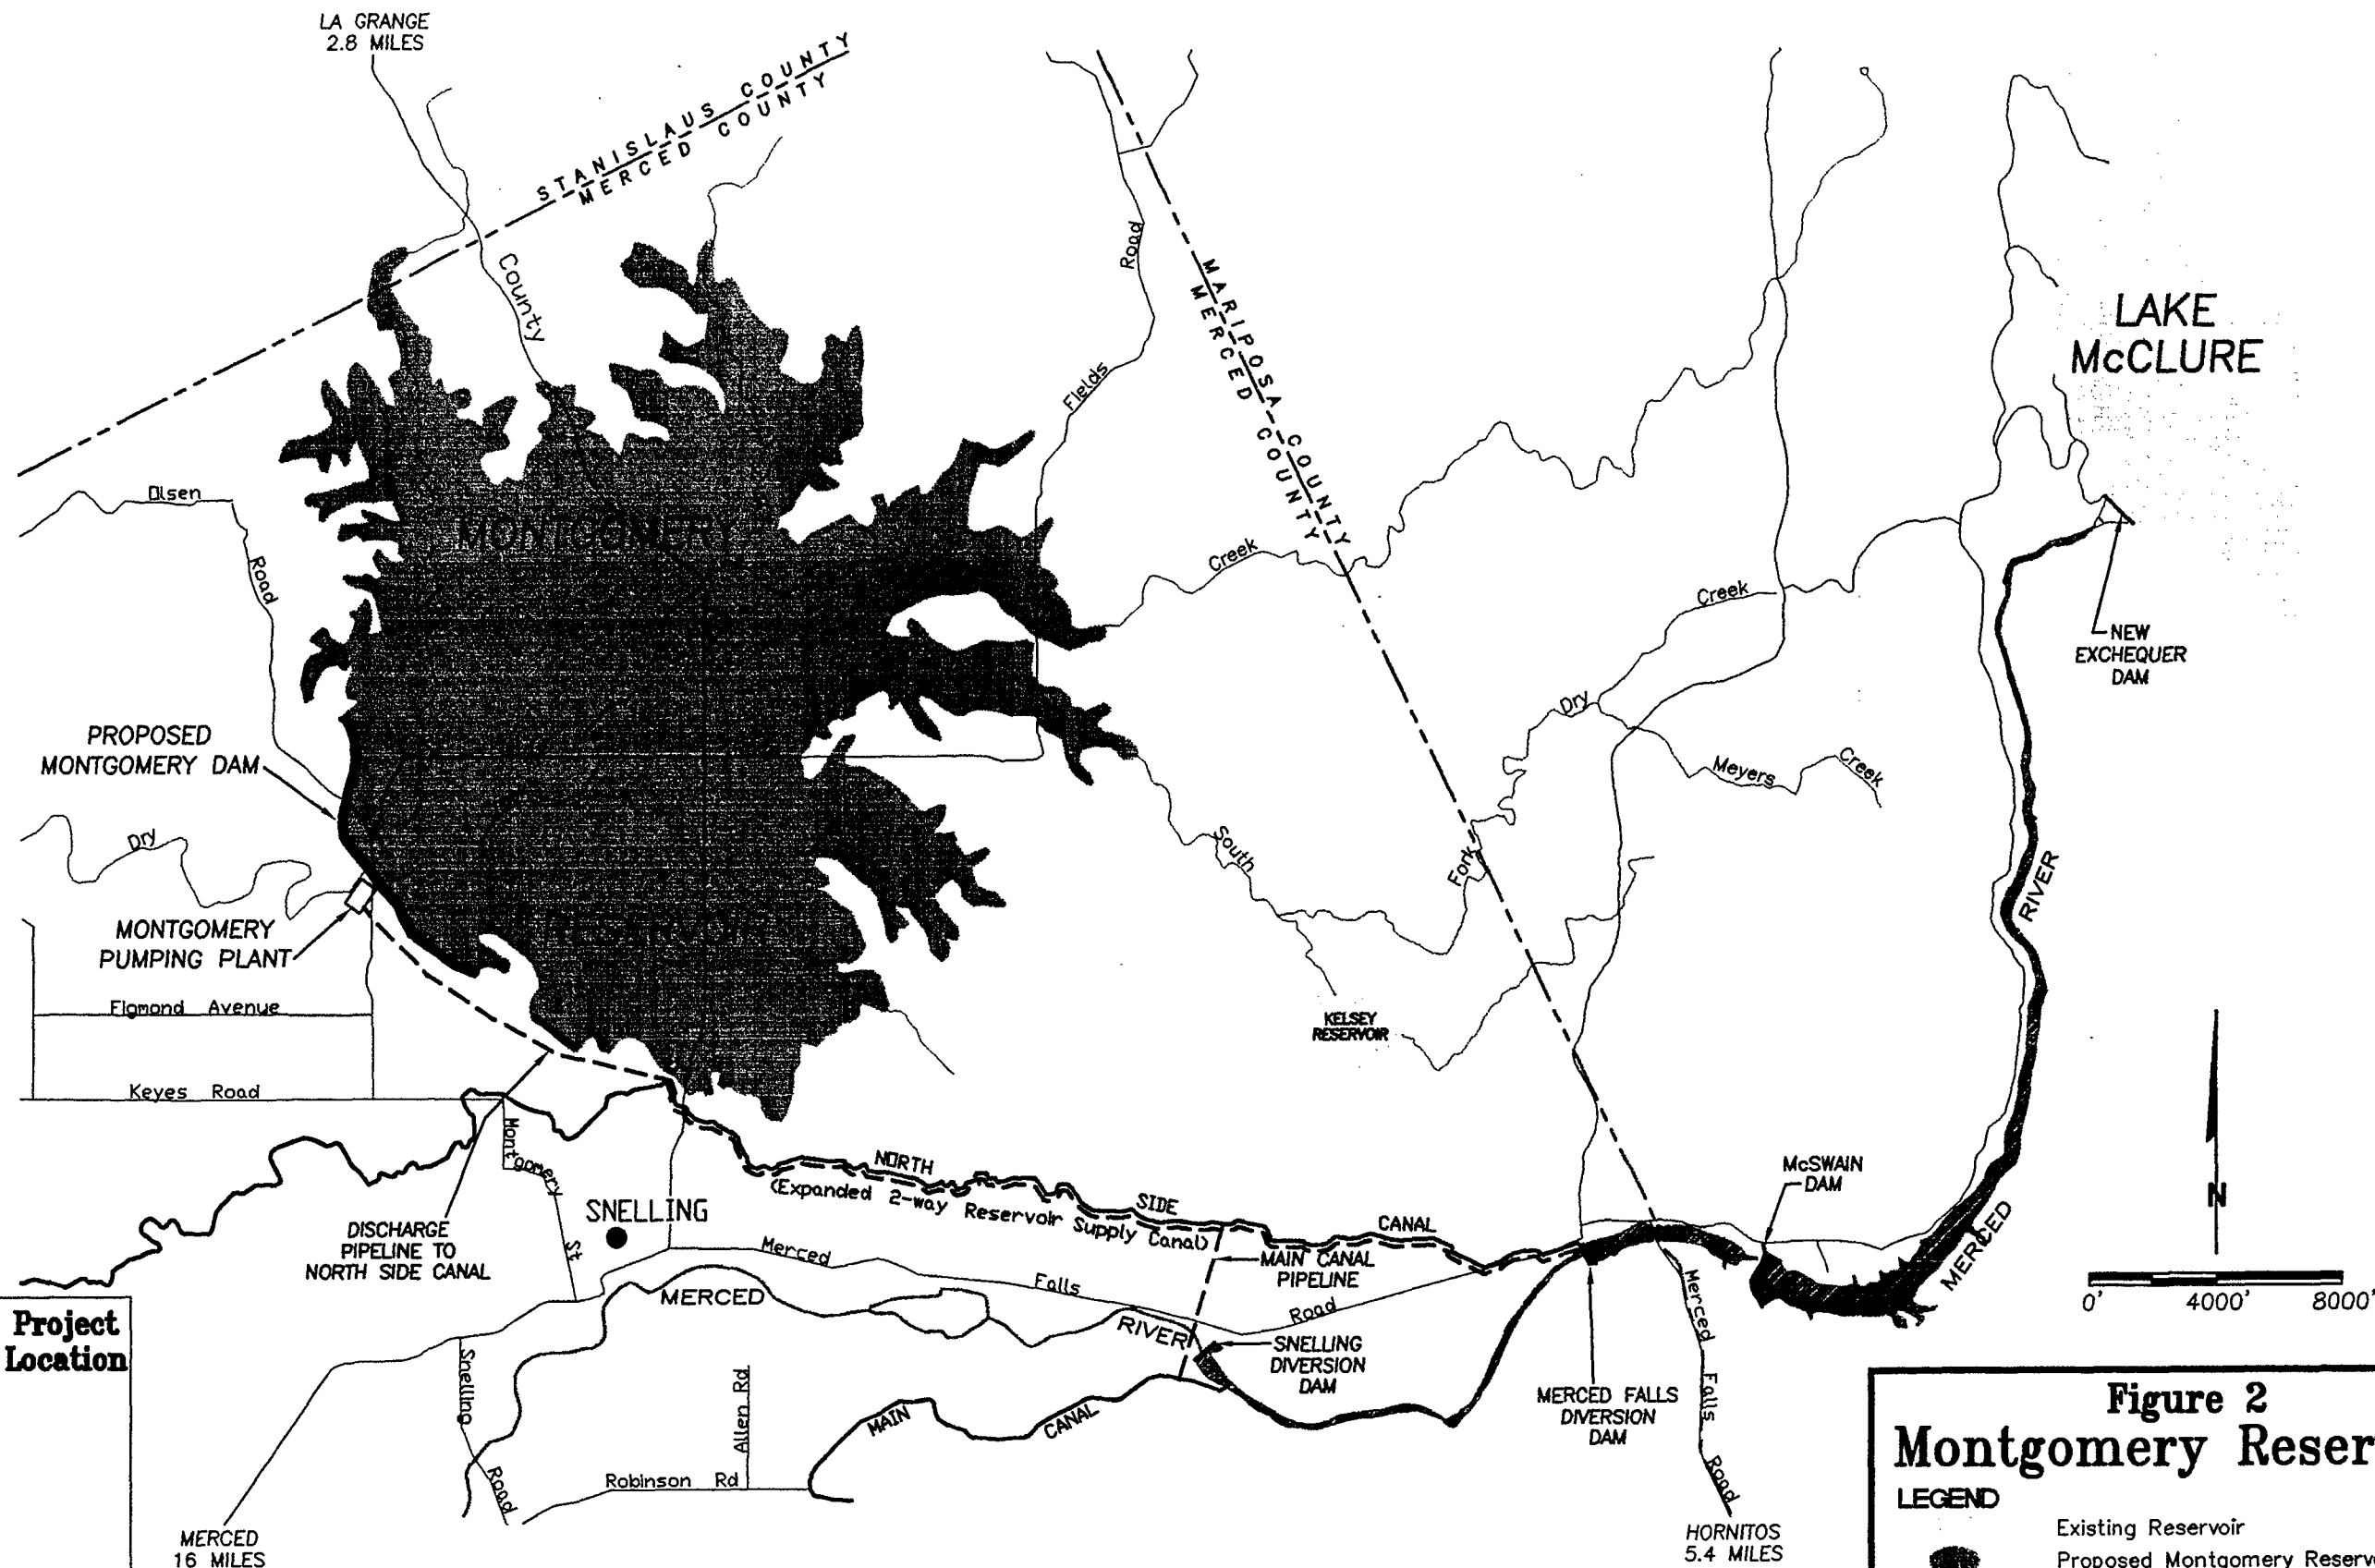 LA GRANGE
2.8 MILES
STANISLAUS COUNTY
MERCED COUNTY
County
Road
Fields
MARIPOSA COUNTY
MERCED COUNTY
LAKE
McCLURE
Olsen
Road
MONTGOMERY
RESERVOIR
Creek
Creek
NEW
EXCHEQUER
DAM
PROPOSED
MONTGOMERY DAM
Dry
Meyers Creek
Dry
South
Fork
RIVER
MONTGOMERY
PUMPING PLANT
Flomond Avenue
KELSEY
RESERVOIR
Keyes Road
Montgomery
St
NORTH SIDE CANAL
(Expanded 2-way Reservoir Supply Canal)
McSWAIN
DAM
N
SNELLING
DISCHARGE
PIPELINE TO
NORTH SIDE CANAL
Merced Falls Road
MAIN CANAL
PIPELINE
MERCED
MERCED
RIVER
0' 4000' 8000'
Project
Location
Snelling
Road
SNELLING
DIVERSION
DAM
Allen Rd
MAIN CANAL
MERCED FALLS
DIVERSION
DAM
Merced Falls Road
Robinson Rd
MERCED
16 MILES
HORNITOS
5.4 MILES
Figure 2
Montgomery Reser
LEGEND
Existing Reservoir
Proposed Montgomery Reserv